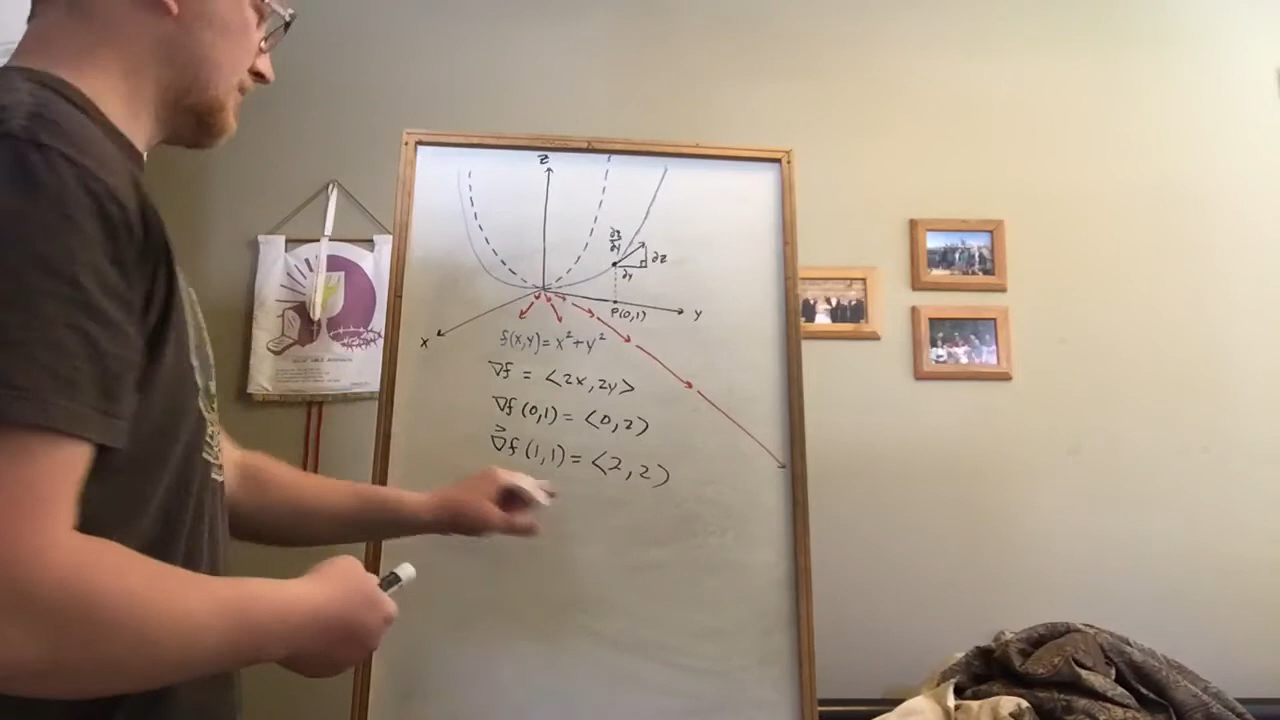 z
∂z/∂y
∂z
∂y
P(0,1)
y
x
f(x,y)=x²+y²
∇f = <2x,2y>
∇f(0,1) = <0,2>
∇⃗f(1,1) = <2,2>